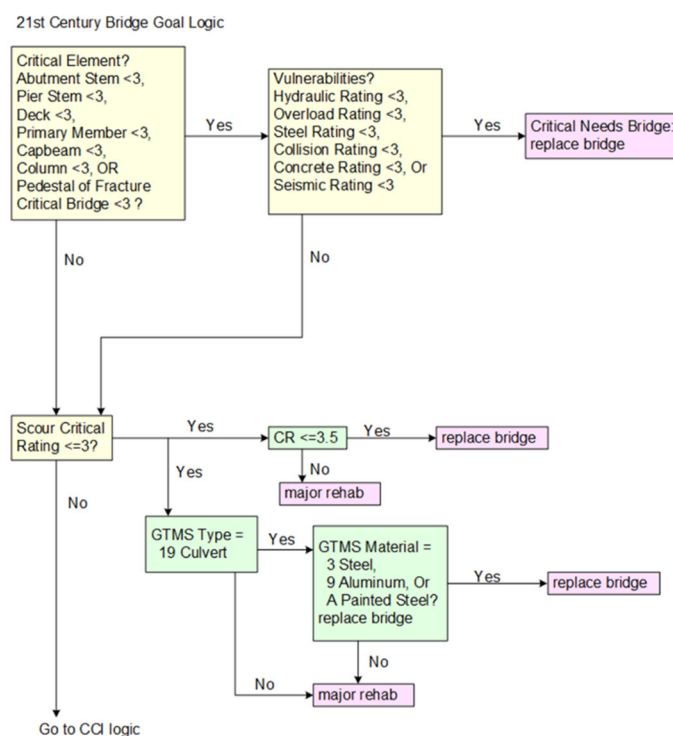 21st Century Bridge Goal Logic
Critical Element?
Abutment Stem <3,
Pier Stem <3,
Deck <3,
Primary Member <3,
Capbeam <3,
Column <3, OR
Pedestal of Fracture
Critical Bridge <3 ?
Yes
Vulnerabilities?
Hydraulic Rating <3,
Overload Rating <3,
Steel Rating <3,
Collision Rating <3,
Concrete Rating <3, Or
Seismic Rating <3
Yes
Critical Needs Bridge:
replace bridge
No
No
Scour Critical
Rating <=3?
Yes
CR <=3.5
Yes
replace bridge
No
major rehab
Yes
No
GTMS Type =
19 Culvert
Yes
GTMS Material =
3 Steel,
9 Aluminum, Or
A Painted Steel?
replace bridge
Yes
replace bridge
No
No
major rehab
Go to CCI logic